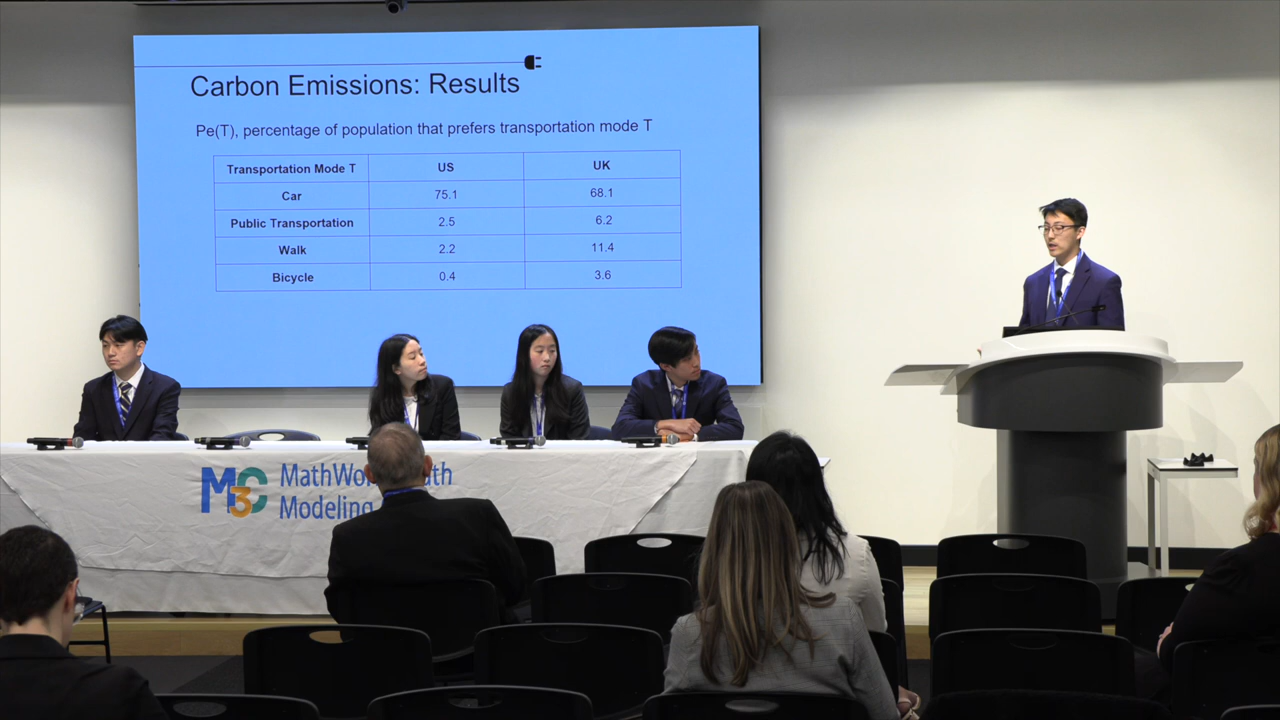 Carbon Emissions: Results
Pe(T), percentage of population that prefers transportation mode T
Transportation Mode T US UK
Car 75.1 68.1
Public Transportation 2.5 6.2
Walk 2.2 11.4
Bicycle 0.4 3.6
M3C
Modeling